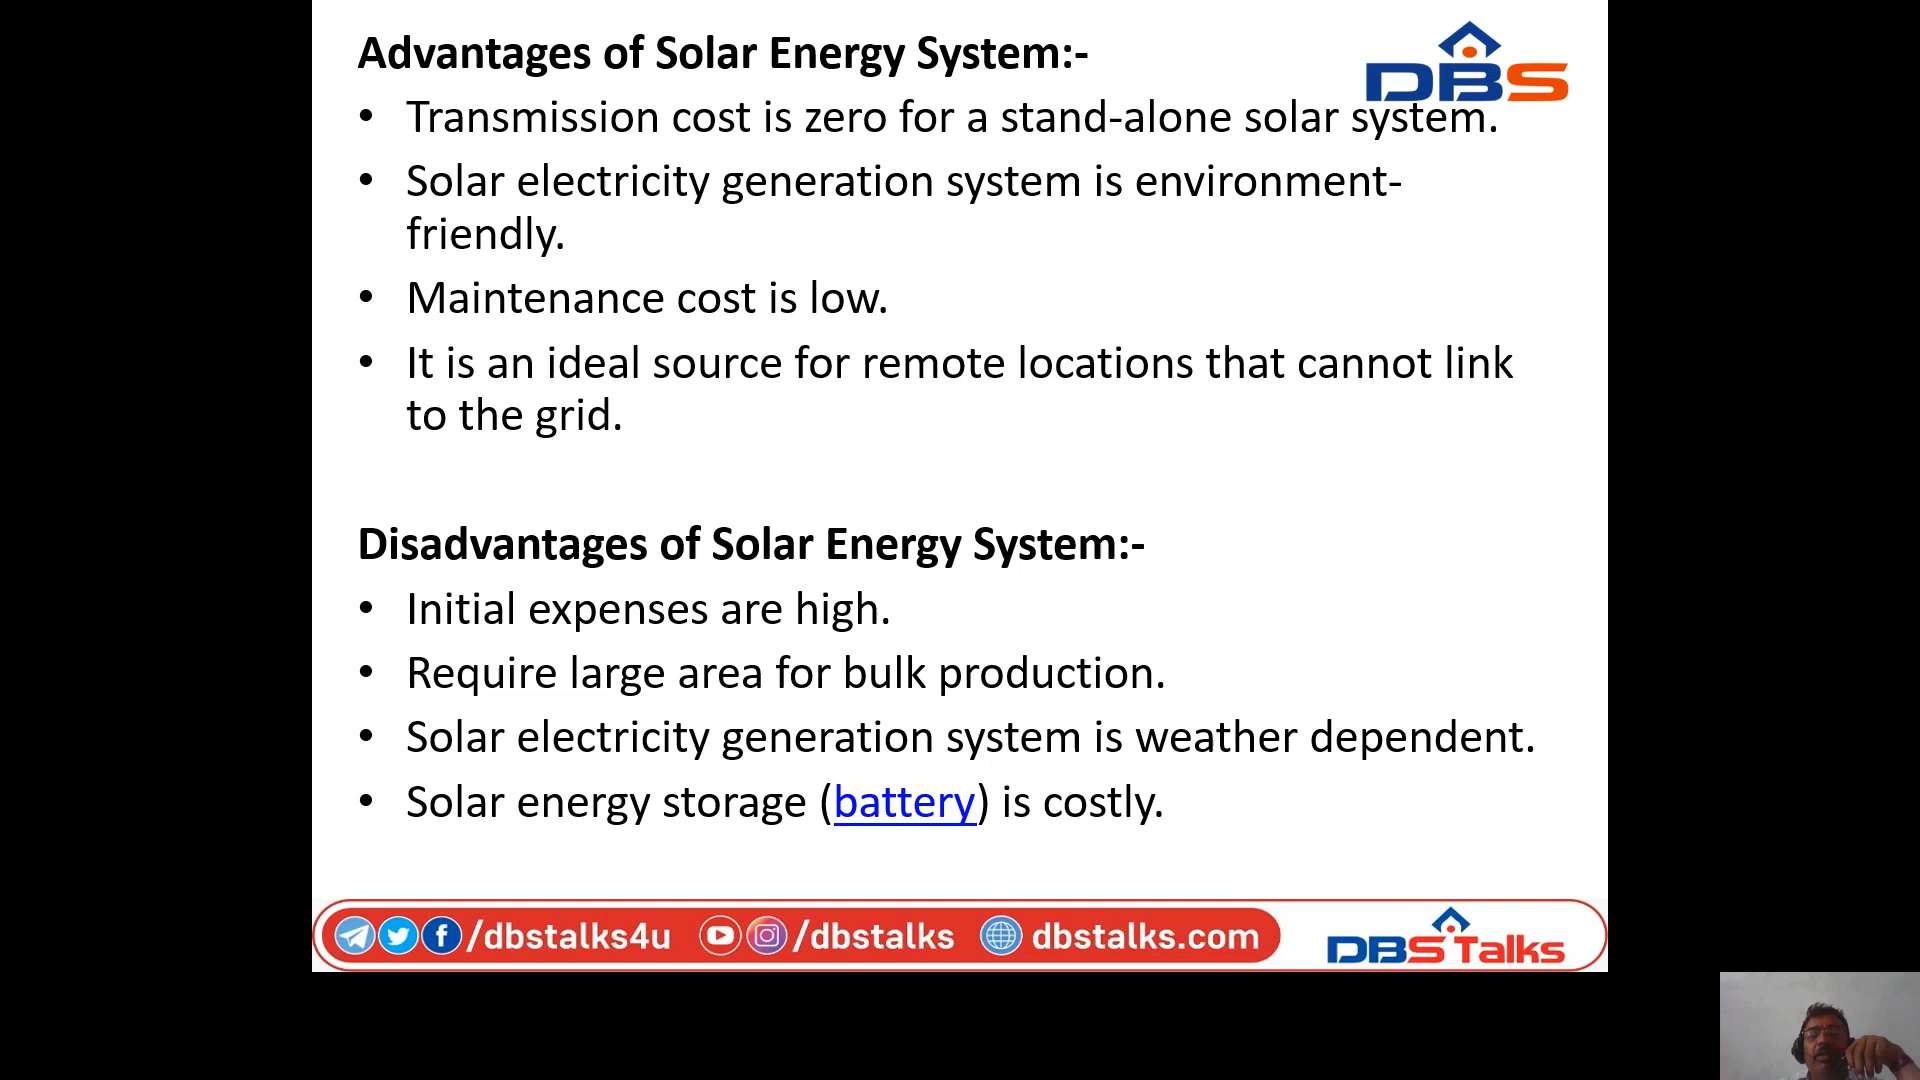 Advantages of Solar Energy System:-
DBS
• Transmission cost is zero for a stand-alone solar system.
• Solar electricity generation system is environment-
friendly.
• Maintenance cost is low.
• It is an ideal source for remote locations that cannot link
to the grid.
Disadvantages of Solar Energy System:-
• Initial expenses are high.
• Require large area for bulk production.
• Solar electricity generation system is weather dependent.
• Solar energy storage (battery) is costly.
/dbstalks4u /dbstalks dbstalks.com DBS Talks